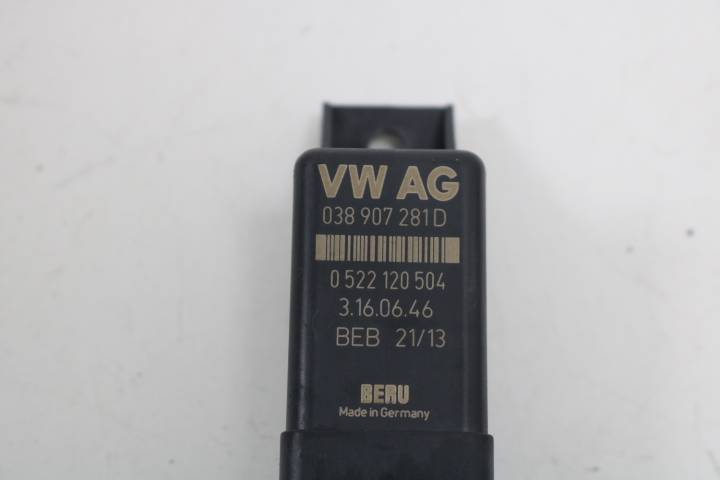 VW AG
038 907 281D
0 522 120 504
3.16.06.46
BEB 21/13
BERU
Made in Germany